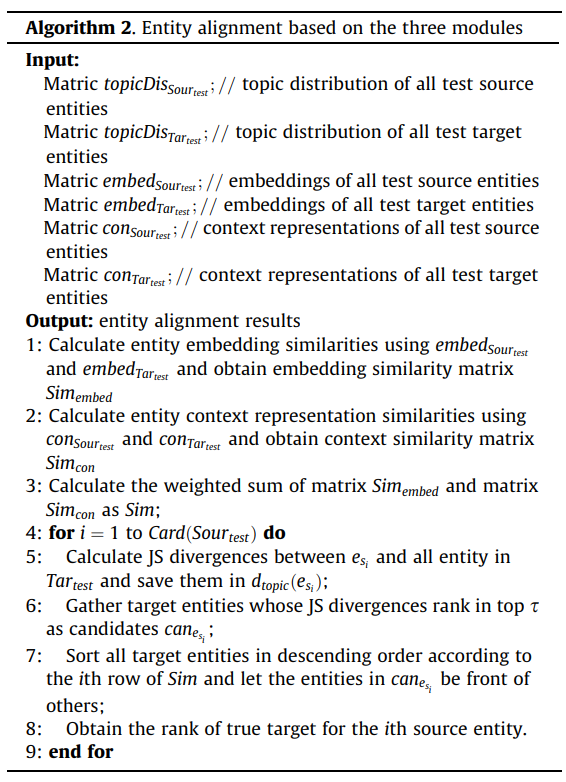 Algorithm 2. Entity alignment based on the three modules
Input:
Matric topicDis_{Sour_{test}}; // topic distribution of all test source
entities
Matric topicDis_{Tar_{test}}; // topic distribution of all test target
entities
Matric embed_{Sour_{test}}; // embeddings of all test source entities
Matric embed_{Tar_{test}}; // embeddings of all test target entities
Matric con_{Sour_{test}}; // context representations of all test source
entities
Matric con_{Tar_{test}}; // context representations of all test target
entities
Output: entity alignment results
1: Calculate entity embedding similarities using embed_{Sour_{test}}
and embed_{Tar_{test}} and obtain embedding similarity matrix
Sim_{embed}
2: Calculate entity context representation similarities using
con_{Sour_{test}} and con_{Tar_{test}} and obtain context similarity matrix
Sim_{con}
3: Calculate the weighted sum of matrix Sim_{embed} and matrix
Sim_{con} as Sim;
4: for i = 1 to Card(Sour_{test}) do
5: Calculate JS divergences between e_{s_i} and all entity in
Tar_{test} and save them in d_{topic}(e_{s_i});
6: Gather target entities whose JS divergences rank in top τ
as candidates can_{e_{s_i}};
7: Sort all target entities in descending order according to
the ith row of Sim and let the entities in can_{e_{s_i}} be front of
others;
8: Obtain the rank of true target for the ith source entity.
9: end for